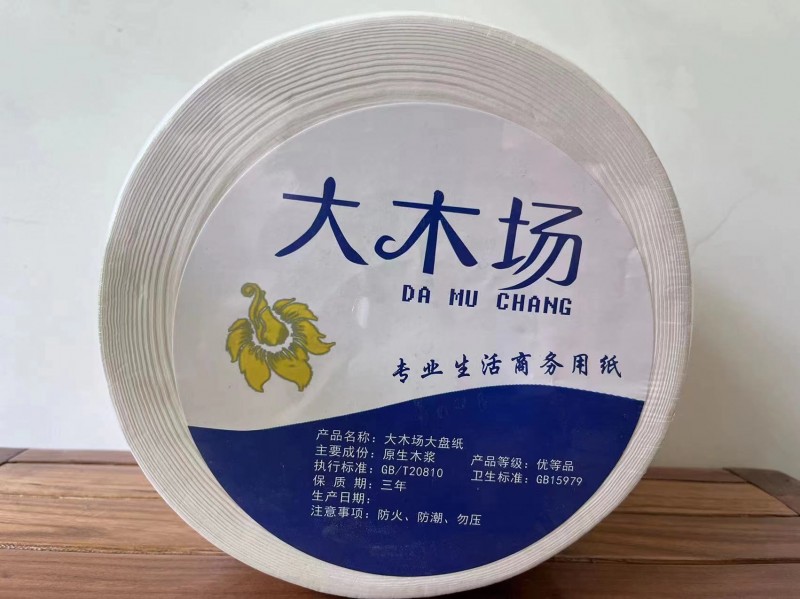 大木场
DA MU CHANG
专业生活商务用纸
产品名称：大木场大盘纸
主要成份：原生木浆 产品等级：优等品
执行标准：GB/T20810 卫生标准：GB15979
保 质 期：三年
生产日期：
注意事项：防火、防潮、勿压